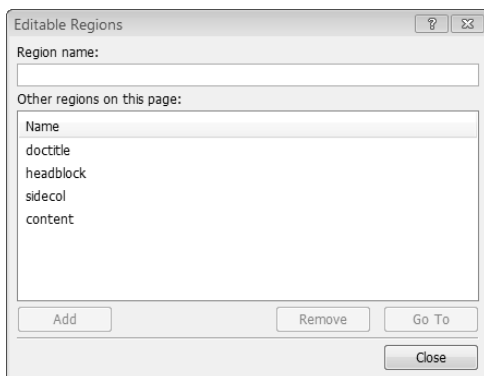 Editable Regions
Region name:
Other regions on this page:
Name
doctitle
headblock
sidecol
content
Add Remove Go To
Close